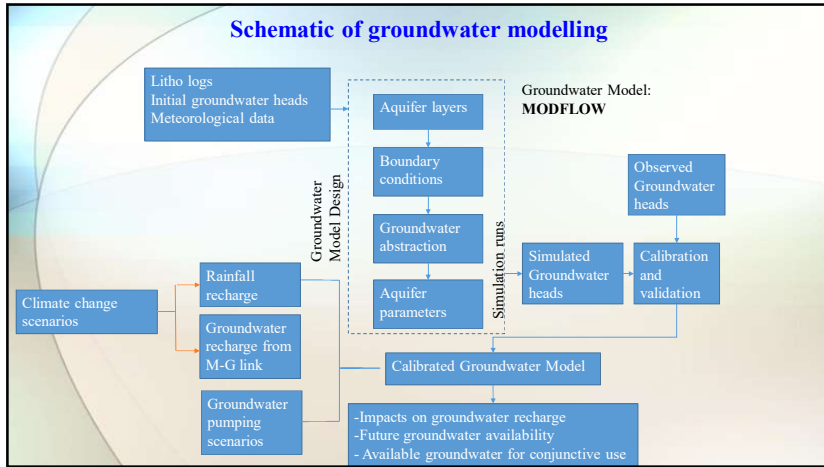 Schematic of groundwater modelling
Litho logs
Initial groundwater heads
Meteorological data
Groundwater Model:
MODFLOW
Aquifer layers
Boundary
conditions
Groundwater
abstraction
Aquifer
parameters
Groundwater
Model Design
Simulation runs
Observed
Groundwater
heads
Simulated
Groundwater
heads
Calibration
and
validation
Climate change
scenarios
Rainfall
recharge
Groundwater
recharge from
M-G link
Groundwater
pumping
scenarios
Calibrated Groundwater Model
-Impacts on groundwater recharge
-Future groundwater availability
- Available groundwater for conjunctive use